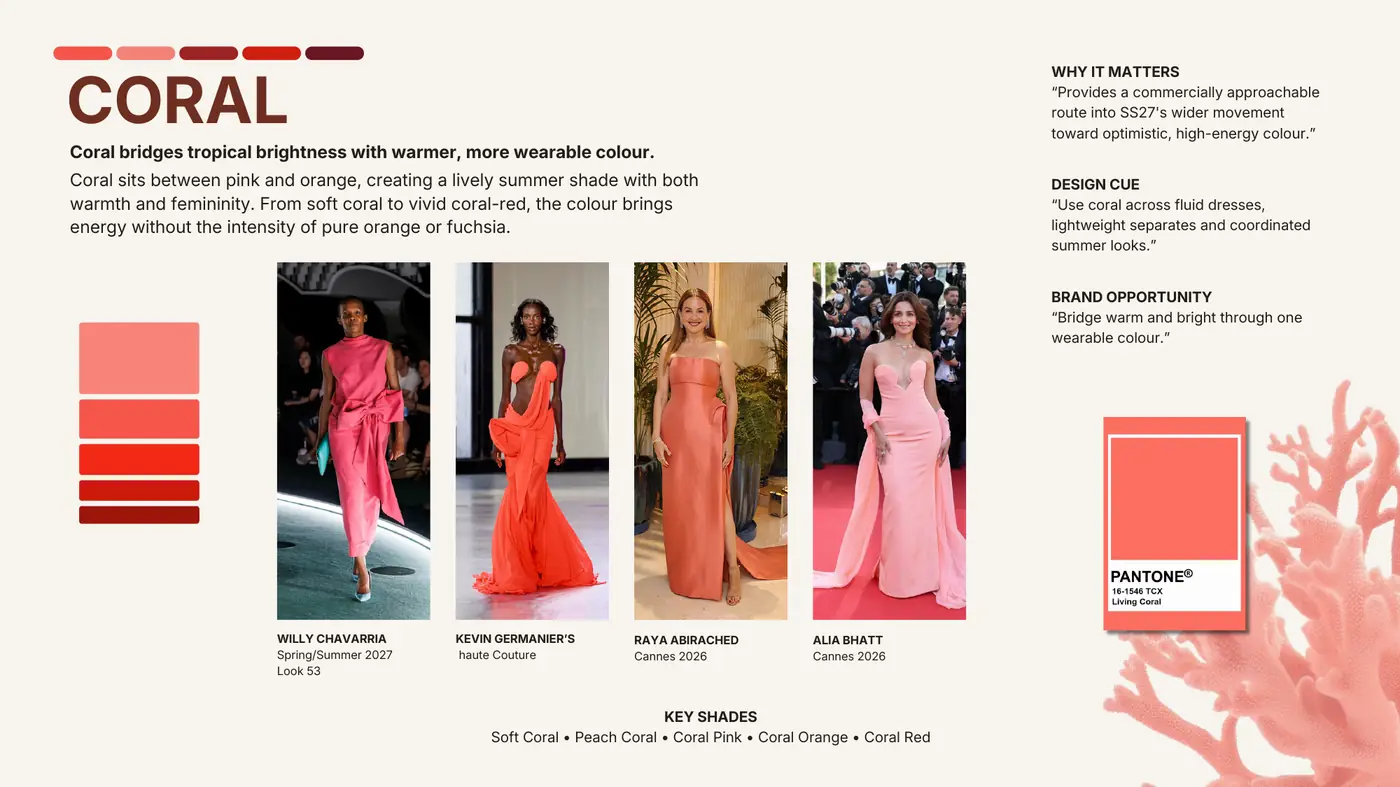 CORAL
Coral bridges tropical brightness with warmer, more wearable colour.
Coral sits between pink and orange, creating a lively summer shade with both
warmth and femininity. From soft coral to vivid coral-red, the colour brings
energy without the intensity of pure orange or fuchsia.
WILLY CHAVARRIA
Spring/Summer 2027
Look 53
KEVIN GERMANIER’S
haute Couture
RAYA ABIRACHED
Cannes 2026
ALIA BHATT
Cannes 2026
KEY SHADES
Soft Coral • Peach Coral • Coral Pink • Coral Orange • Coral Red
WHY IT MATTERS
“Provides a commercially approachable
route into SS27's wider movement
toward optimistic, high-energy colour.”
DESIGN CUE
“Use coral across fluid dresses,
lightweight separates and coordinated
summer looks.”
BRAND OPPORTUNITY
“Bridge warm and bright through one
wearable colour.”
PANTONE®
16-1546 TCX
Living Coral